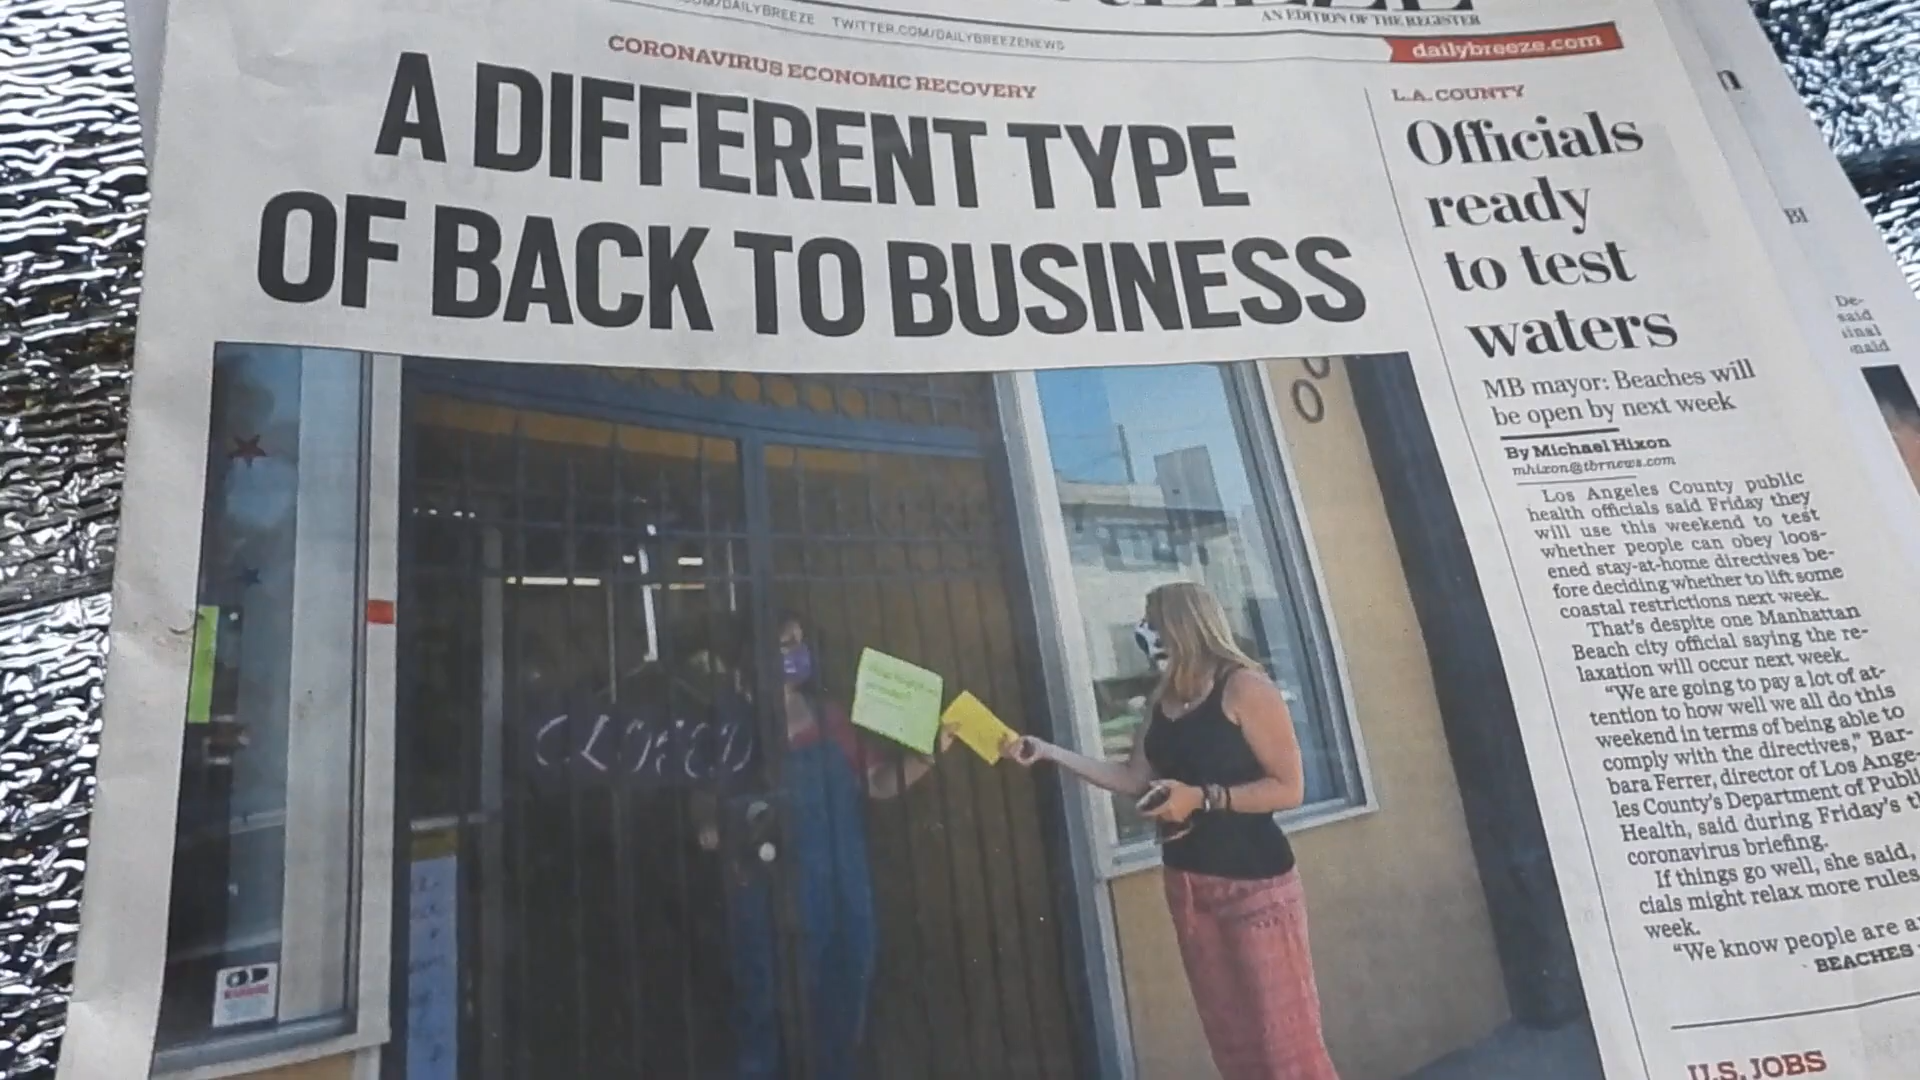 DAILYBREEZE TWITTER.COM/DAILYBREEZENEWS
AN EDITION OF THE REGISTER
dailybreeze.com
CORONAVIRUS ECONOMIC RECOVERY
A DIFFERENT TYPE
OF BACK TO BUSINESS
CLOSED
L.A. COUNTY
Officials
ready
to test
waters
MB mayor: Beaches will
be open by next week
By Michael Hixon
mhixon@tbrnews.com
Los Angeles County public
health officials said Friday they
will use this weekend to test
whether people can obey loos-
ened stay-at-home directives be-
fore deciding whether to lift some
coastal restrictions next week.
That's despite one Manhattan
Beach city official saying the re-
laxation will occur next week.
"We are going to pay a lot of at-
tention to how well we all do this
weekend in terms of being able to
comply with the directives," Bar-
bara Ferrer, director of Los Ange-
les County's Department of Publi
Health, said during Friday's t
coronavirus briefing.
If things go well, she said,
cials might relax more rules
week.
"We know people are a
BEACHES
U.S. JOBS
De-
said